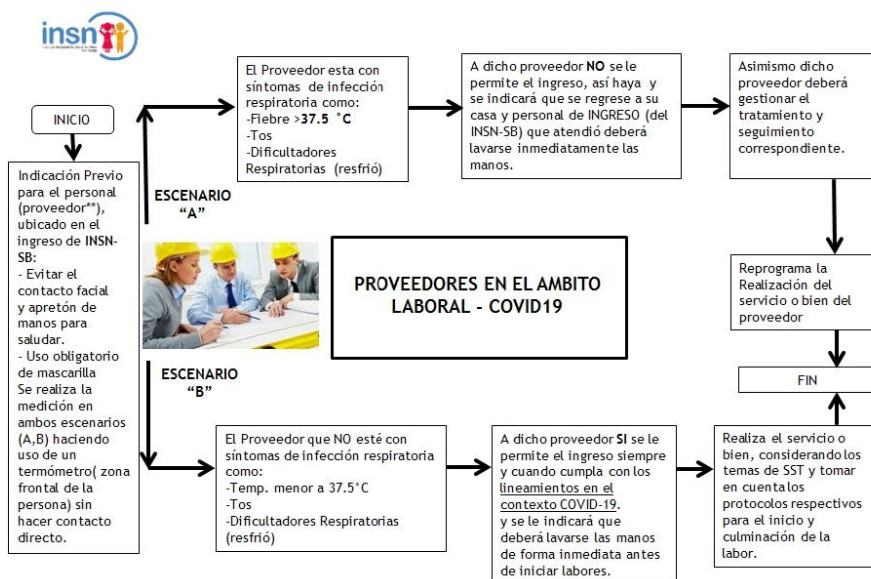 insn
INICIO
Indicación Previo
para el personal
(proveedor**),
ubicado en el
ingreso de INSN-
SB:
- Evitar el
contacto facial
y apretón de
manos para
saludar.
- Uso obligatorio
de mascarilla
Se realiza la
medición en
ambos escenarios
(A,B) haciendo
uso de un
termómetro( zona
frontal de la
persona) sin
hacer contacto
directo.
ESCENARIO
“A”
El Proveedor esta con
síntomas de infección
respiratoria como:
-Fiebre >37.5 °C
-Tos
-Dificultadores
Respiratorias (resfrió)
A dicho proveedor NO se le
permite el ingreso, así haya y
se indicará que se regrese a su
casa y personal de INGRESO (del
INSN-SB) que atendió deberá
lavarse inmediatamente las
manos.
Asimismo dicho
proveedor deberá
gestionar el
tratamiento y
seguimiento
correspondiente.
Reprograma la
Realización del
servicio o bien del
proveedor
FIN
PROVEEDORES EN EL AMBITO
LABORAL - COVID19
ESCENARIO
“B”
El Proveedor que NO esté con
síntomas de infección respiratoria
como:
-Temp. menor a 37.5°C
-Tos
-Dificultadores Respiratorias
(resfrió)
A dicho proveedor SI se le
permite el ingreso siempre
y cuando cumpla con los
lineamientos en el
contexto COVID-19.
y se le indicará que
deberá lavarse las manos
de forma inmediata antes
de iniciar labores.
Realiza el servicio o
bien, considerando los
temas de SST y tomar
en cuenta los
protocolos respectivos
para el inicio y
culminación de la
labor.